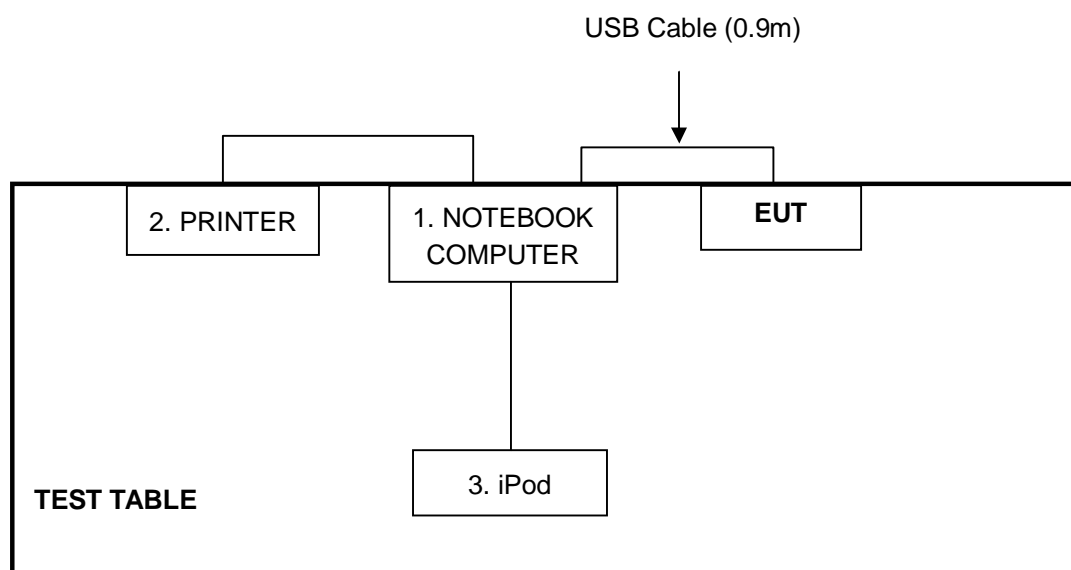 USB Cable (0.9m)
2. PRINTER
1. NOTEBOOK
COMPUTER
EUT
3. iPod
TEST TABLE